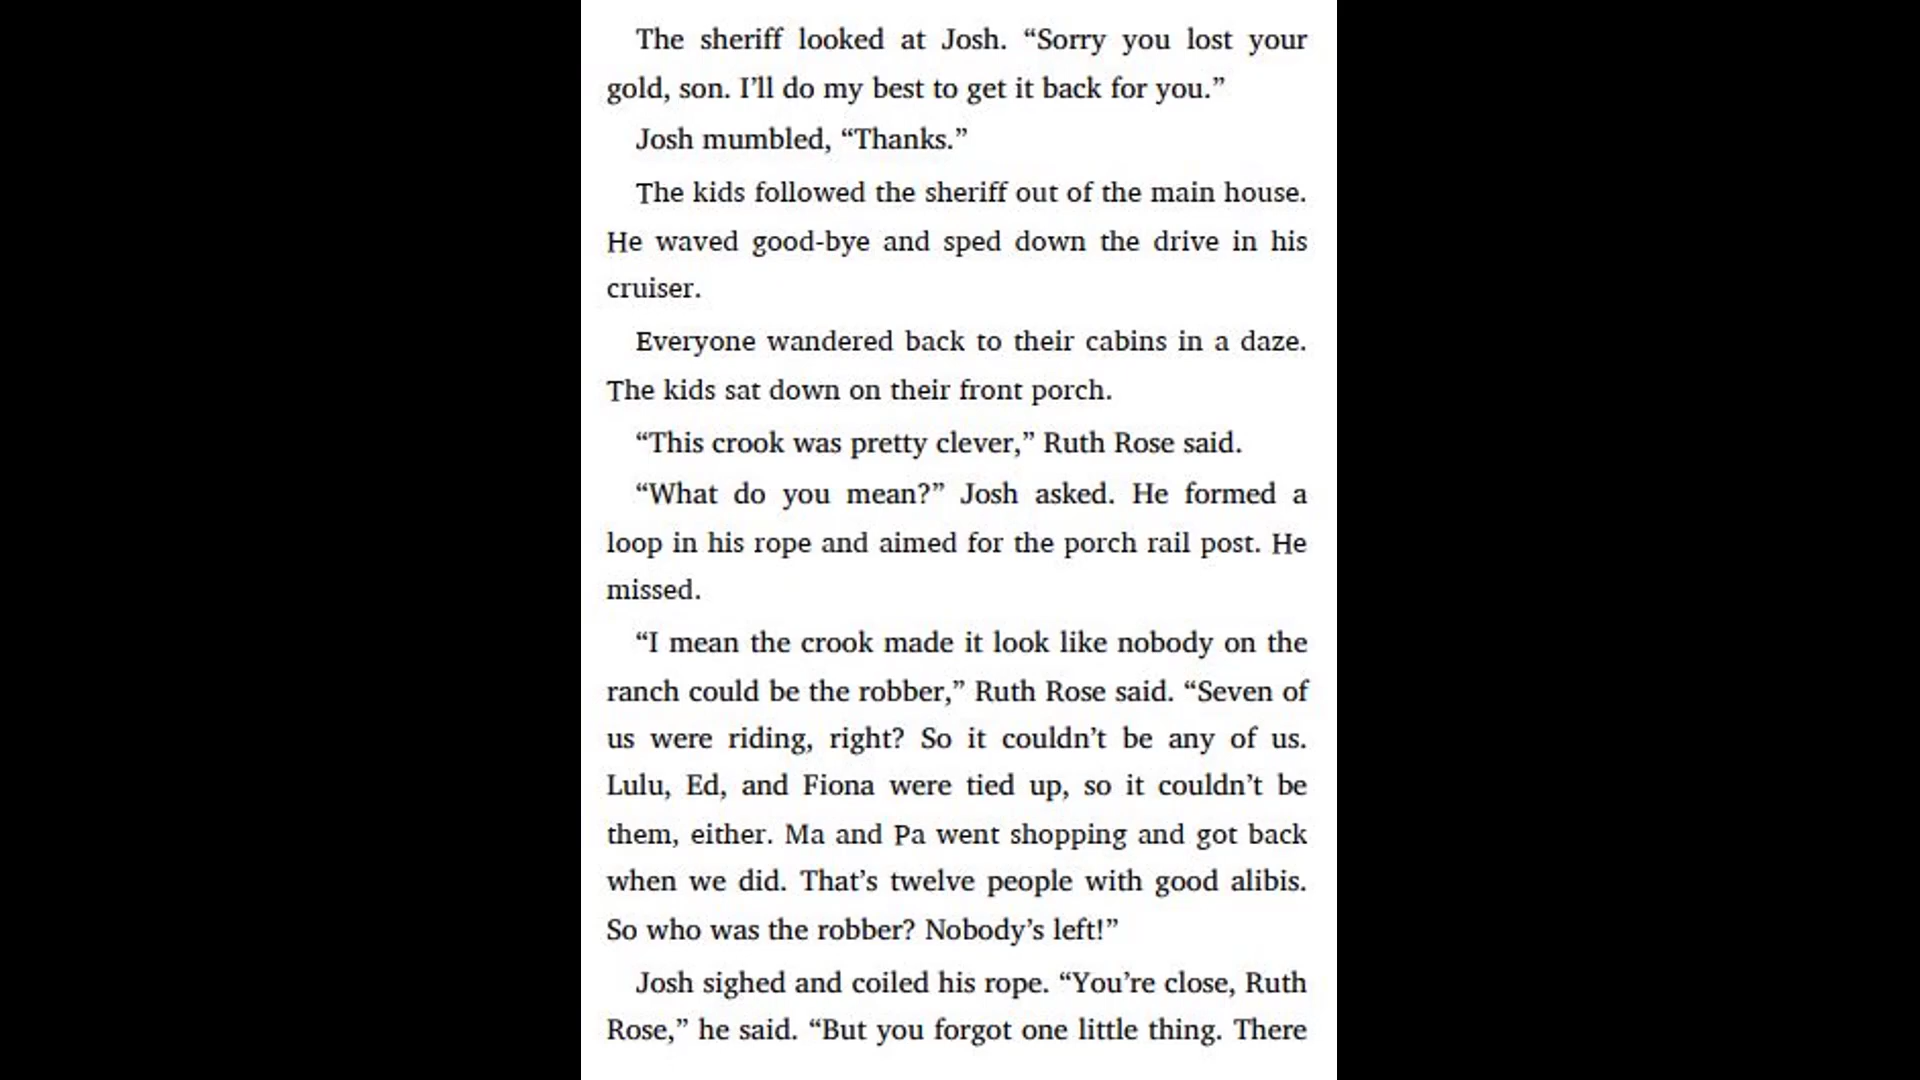 The sheriff looked at Josh. “Sorry you lost your
gold, son. I’ll do my best to get it back for you.”
Josh mumbled, “Thanks.”
The kids followed the sheriff out of the main house.
He waved good-bye and sped down the drive in his
cruiser.
Everyone wandered back to their cabins in a daze.
The kids sat down on their front porch.
“This crook was pretty clever,” Ruth Rose said.
“What do you mean?” Josh asked. He formed a
loop in his rope and aimed for the porch rail post. He
missed.
“I mean the crook made it look like nobody on the
ranch could be the robber,” Ruth Rose said. “Seven of
us were riding, right? So it couldn’t be any of us.
Lulu, Ed, and Fiona were tied up, so it couldn’t be
them, either. Ma and Pa went shopping and got back
when we did. That’s twelve people with good alibis.
So who was the robber? Nobody’s left!”
Josh sighed and coiled his rope. “You’re close, Ruth
Rose,” he said. “But you forgot one little thing. There